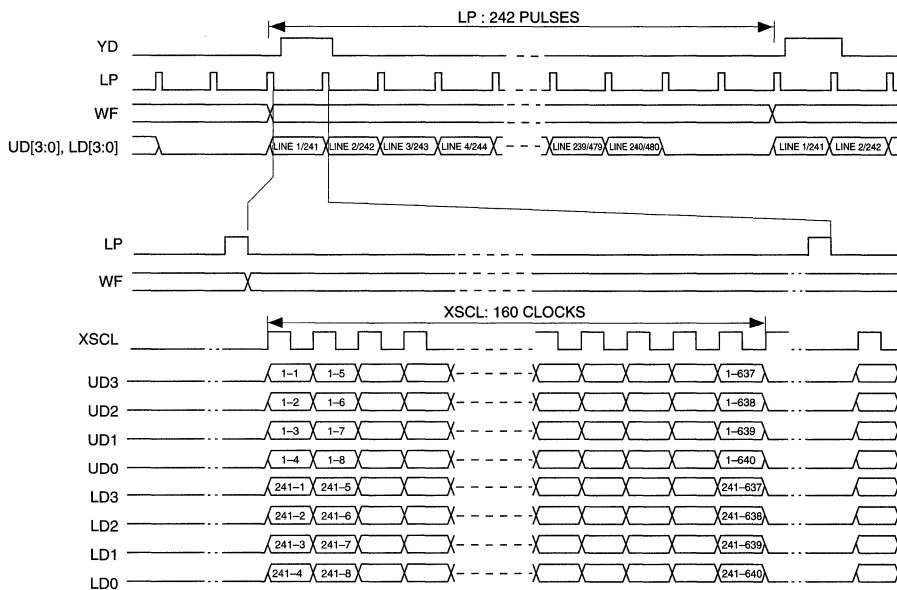 LP : 242 PULSES
YD
LP
WF
UD[3:0], LD[3:0] LINE 1/241 LINE 2/242 LINE 3/243 LINE 4/244 LINE 239/479 LINE 240/480 LINE 1/241 LINE 2/242
LP
WF
XSCL: 160 CLOCKS
XSCL
UD3 1–1 1–5 1–637
UD2 1–2 1–6 1–638
UD1 1–3 1–7 1–639
UD0 1–4 1–8 1–640
LD3 241–1 241–5 241–637
LD2 241–2 241–6 241–638
LD1 241–3 241–7 241–639
LD0 241–4 241–8 241–640